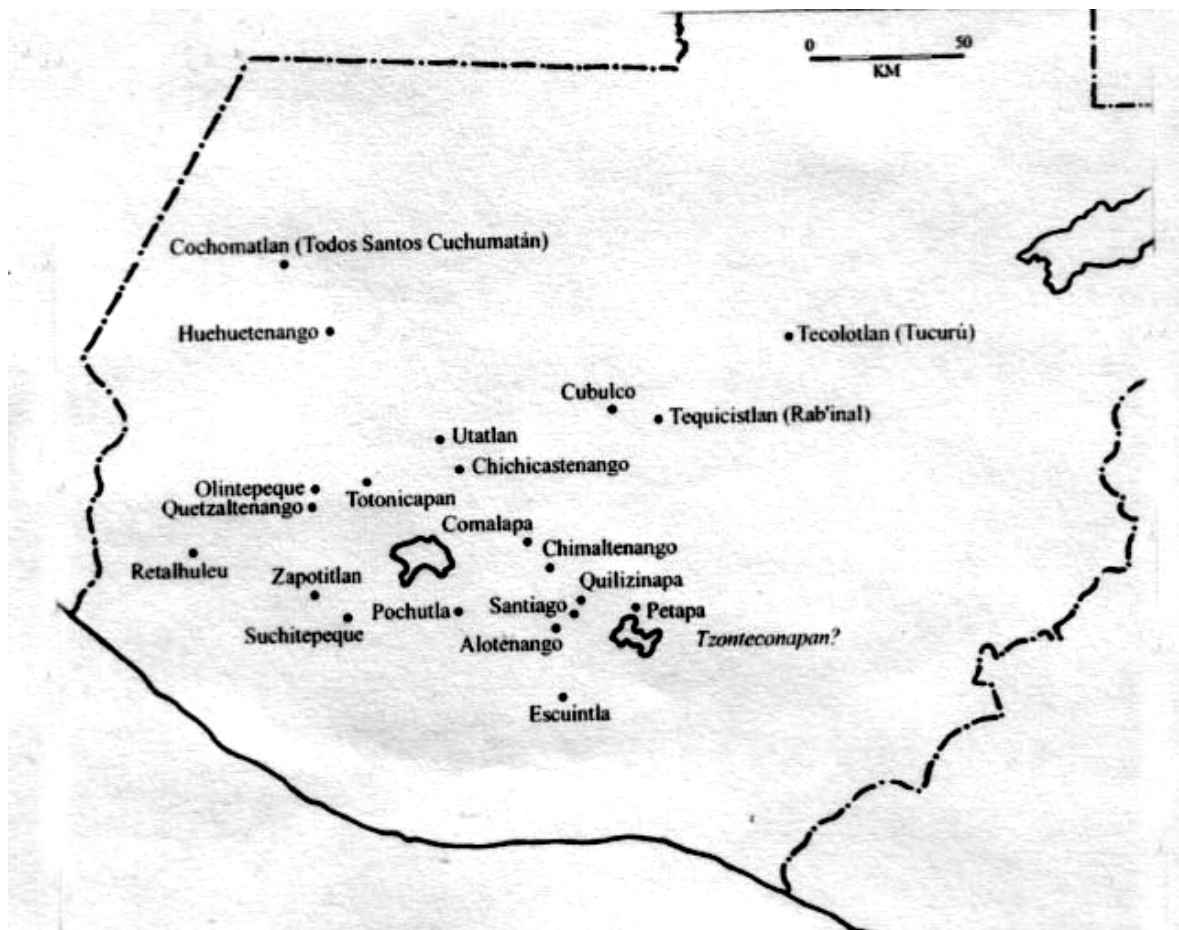 0 50
KM
Cochomatlan (Todos Santos Cuchumatán)
Huehuetenango
Tecolotlan (Tucurú)
Cubulco
Tequicistlan (Rab'inal)
Utatlan
Chichicastenango
Olintepeque
Totonicapan
Quetzaltenango
Comalapa
Chimaltenango
Retalhuleu
Zapotitlan
Quilizinapa
Pochutla
Santiago
Petapa
Suchitepeque
Alotenango
Tzonteconapan?
Escuintla